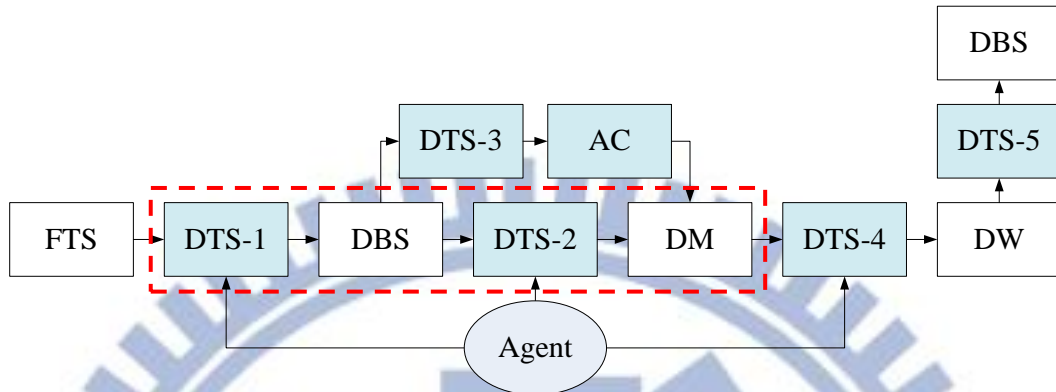 DBS
DTS-3
AC
DTS-5
FTS
DTS-1
DBS
DTS-2
DM
DTS-4
DW
Agent